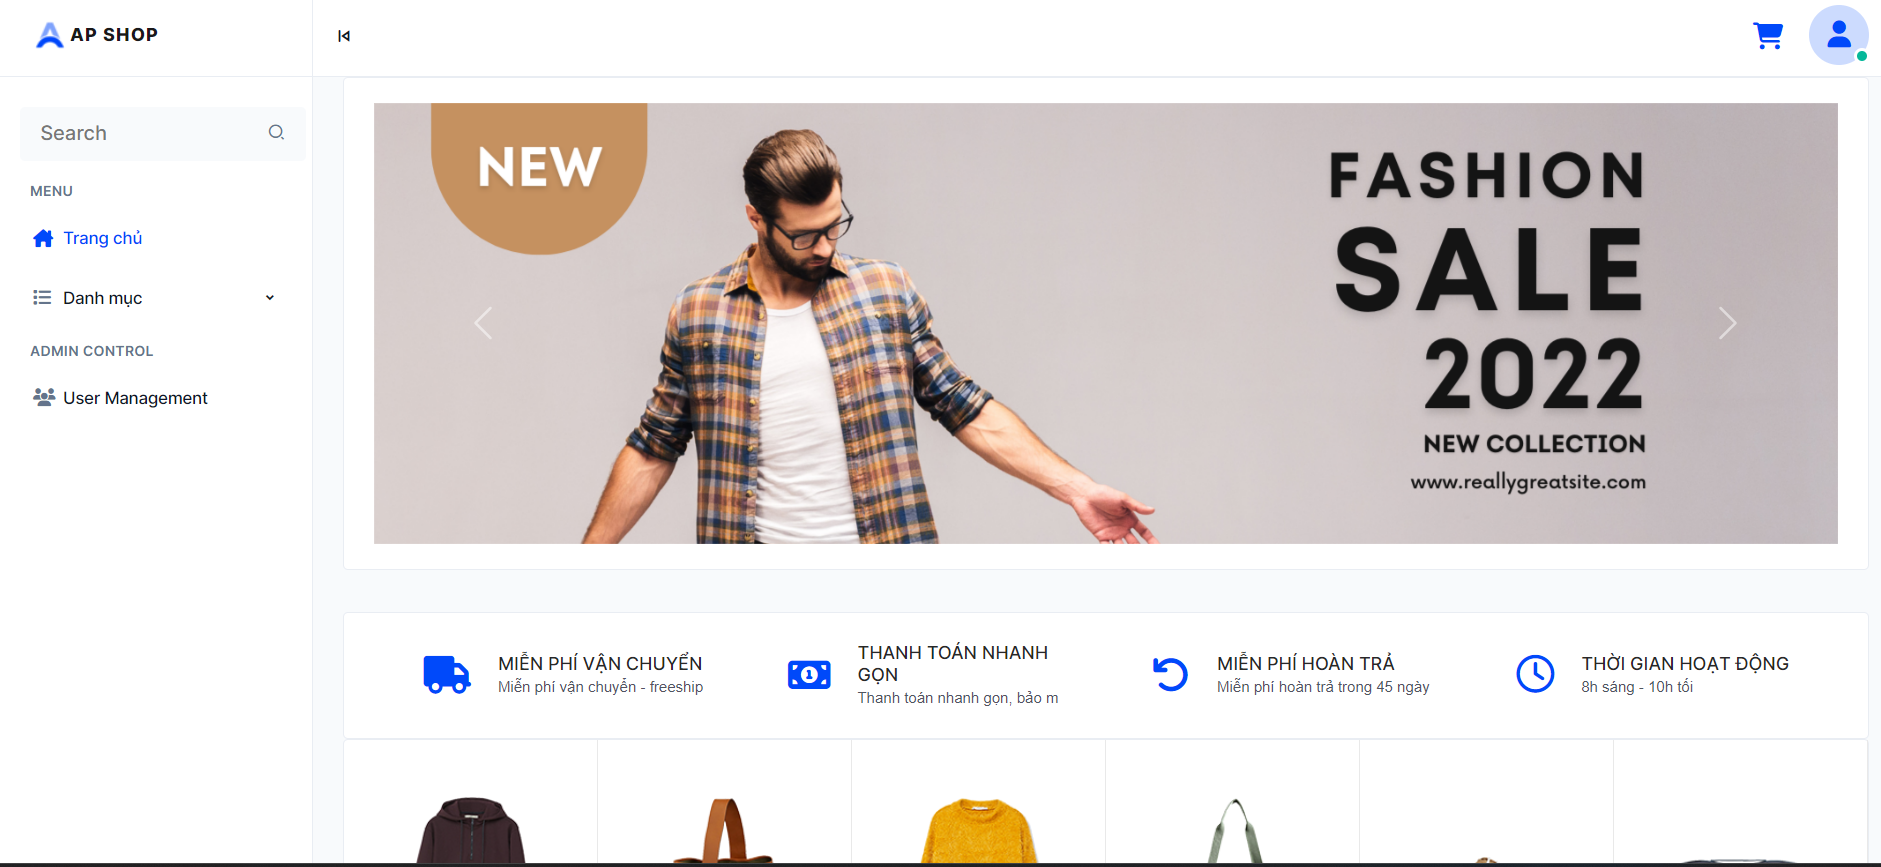 AP SHOP
Search
MENU
Trang chủ
Danh mục
ADMIN CONTROL
User Management
NEW
FASHION
SALE
2022
NEW COLLECTION
www.reallygreatsite.com
MIỄN PHÍ VẬN CHUYỂN
Miễn phí vận chuyển - freeship
THANH TOÁN NHANH
GỌN
Thanh toán nhanh gọn, bảo m
1
MIỄN PHÍ HOÀN TRẢ
Miễn phí hoàn trả trong 45 ngày
THỜI GIAN HOẠT ĐỘNG
8h sáng - 10h tối